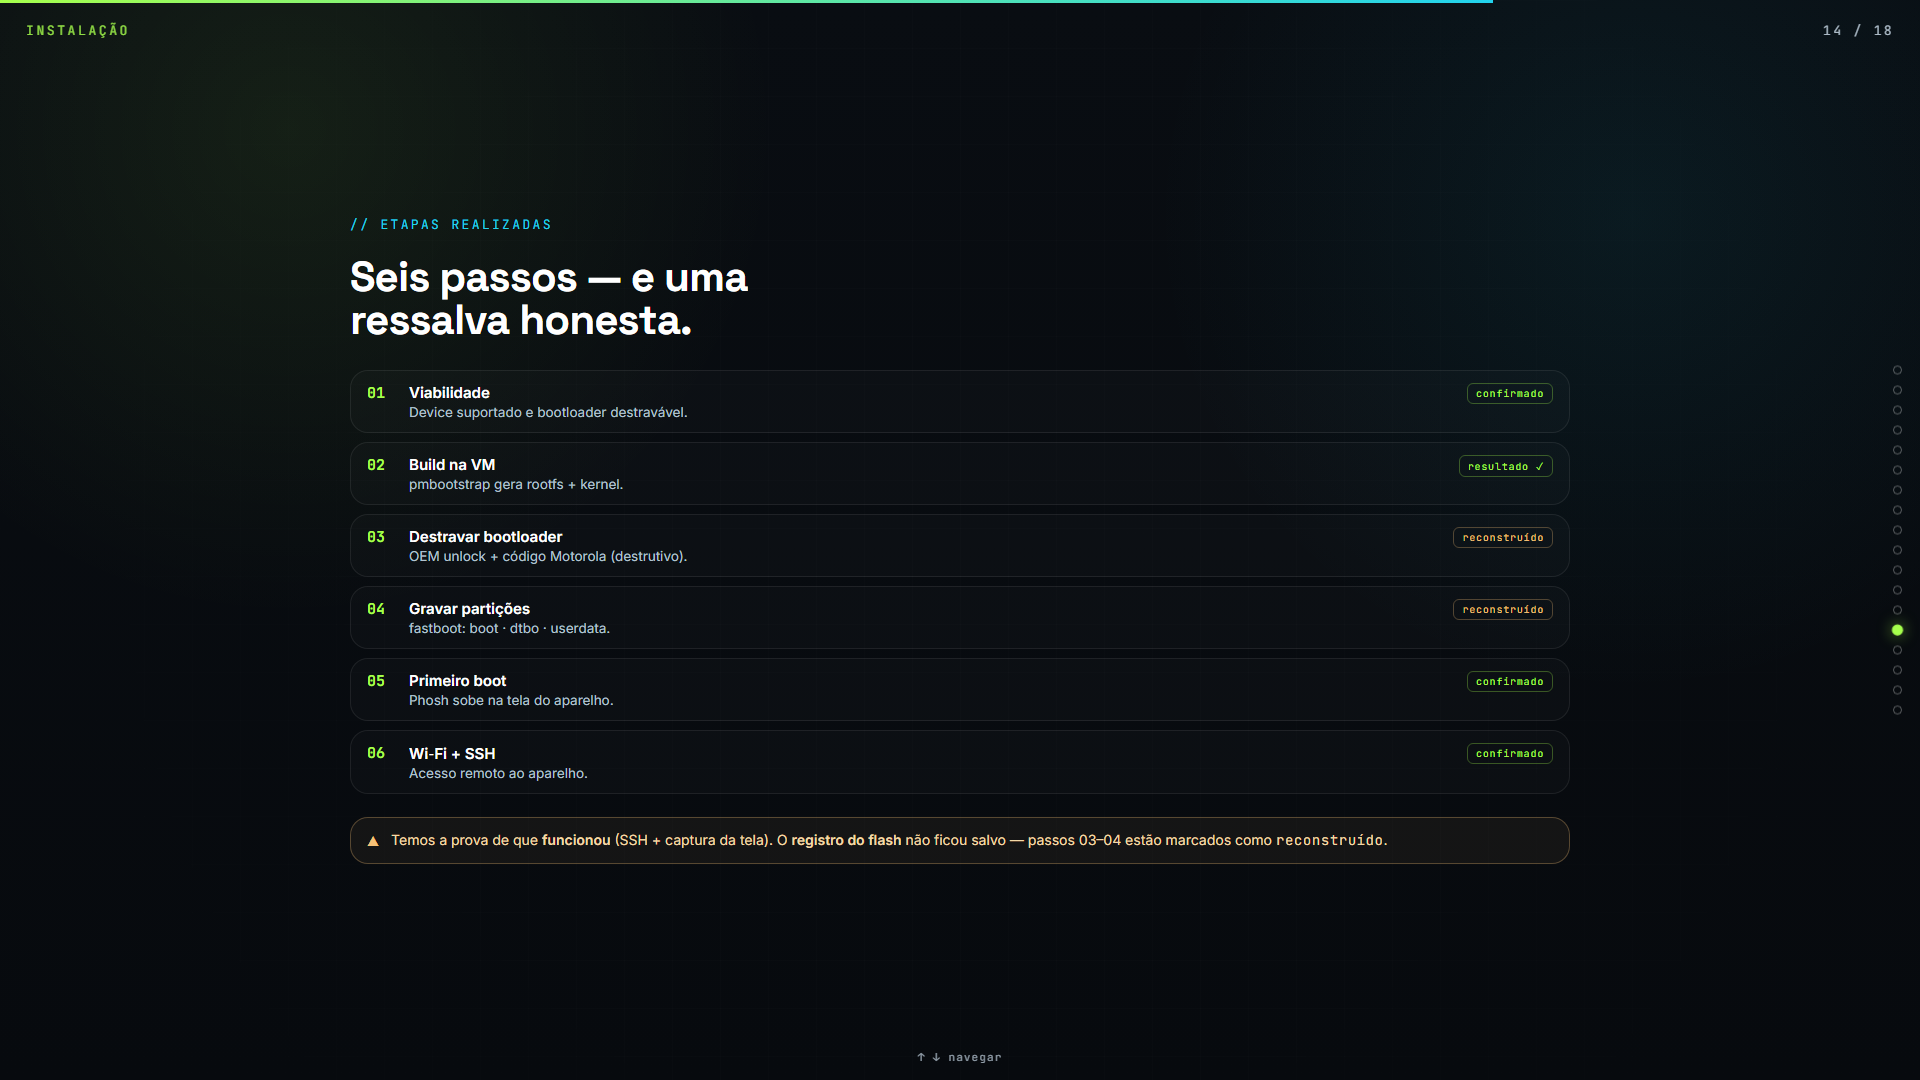 INSTALAÇÃO
14 / 18
// ETAPAS REALIZADAS
Seis passos — e uma
ressalva honesta.
01 Viabilidade confirmado
Device suportado e bootloader destravável.
02 Build na VM resultado ✓
pmbootstrap gera rootfs + kernel.
03 Destravar bootloader reconstruído
OEM unlock + código Motorola (destrutivo).
04 Gravar partições reconstruído
fastboot: boot · dtbo · userdata.
05 Primeiro boot confirmado
Phosh sobe na tela do aparelho.
06 Wi-Fi + SSH confirmado
Acesso remoto ao aparelho.
▲ Temos a prova de que funcionou (SSH + captura da tela). O registro do flash não ficou salvo — passos 03–04 estão marcados como reconstruído.
↑ ↓ navegar